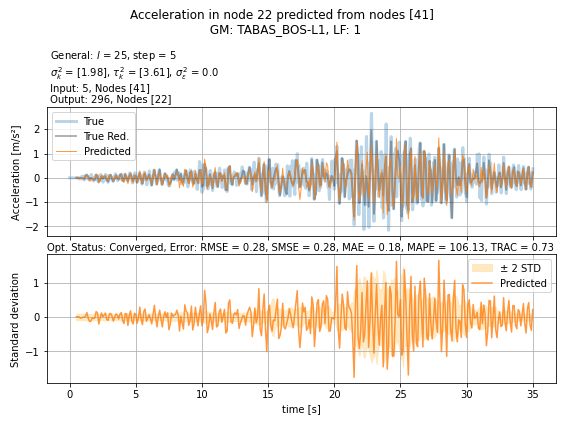 Acceleration in node 22 predicted from nodes [41]
GM: TABAS_BOS-L1, LF: 1
General: l = 25, step = 5
σ²ₖ = [1.98], τ²ₖ = [3.61], σ²ε = 0.0
Input: 5, Nodes [41]
Output: 296, Nodes [22]
True
True Red.
Predicted
Acceleration [m/s²]
2
1
0
−1
−2
Opt. Status: Converged, Error: RMSE = 0.28, SMSE = 0.28, MAE = 0.18, MAPE = 106.13, TRAC = 0.73
± 2 STD
Predicted
Standard deviation
1
0
−1
0 5 10 15 20 25 30 35
time [s]